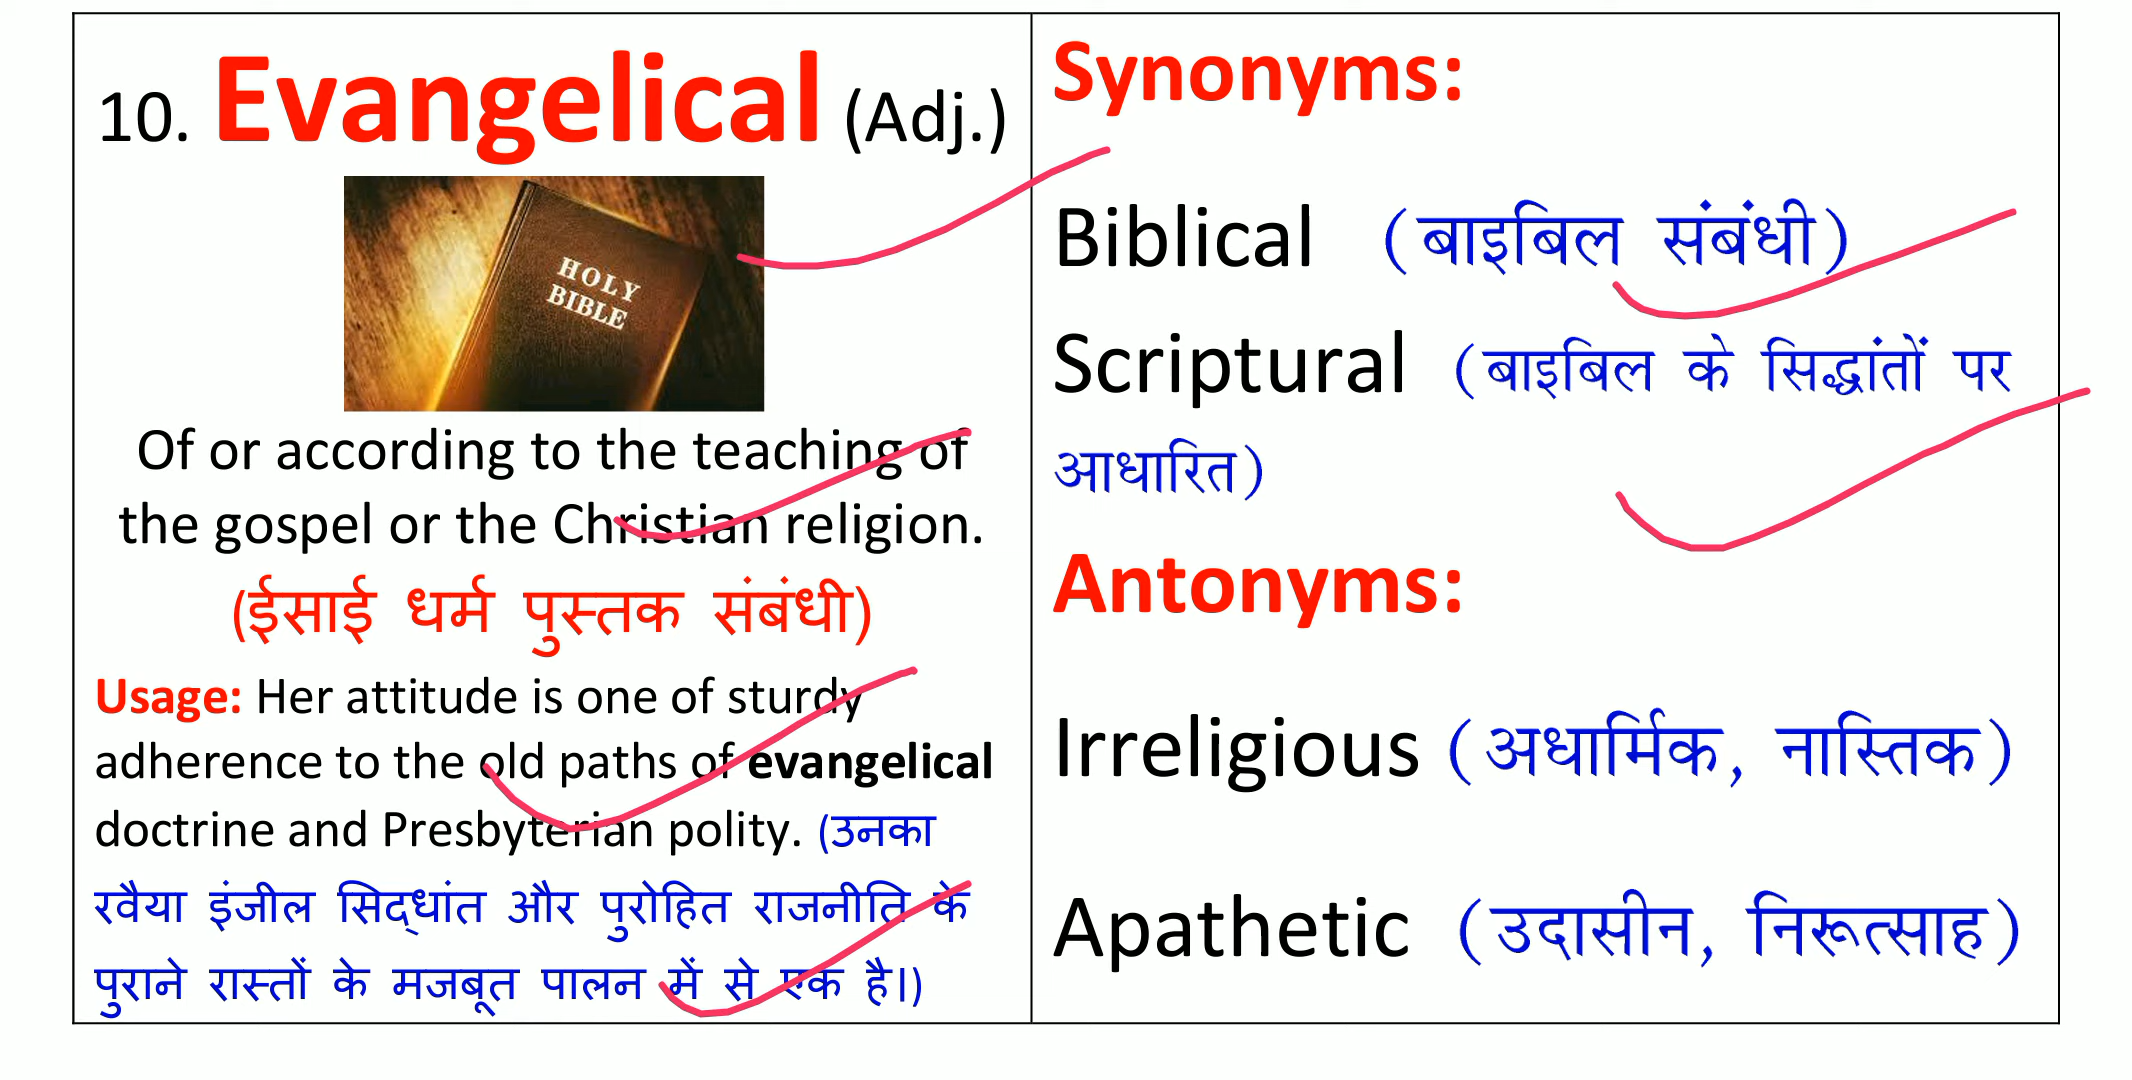 10. Evangelical (Adj.)
HOLY
BIBLE
Of or according to the teaching of
the gospel or the Christian religion.
(ईसाई धर्म पुस्तक संबंधी)
Usage: Her attitude is one of sturdy
adherence to the old paths of evangelical
doctrine and Presbyterian polity. (उनका
रवैया इंजील सिद्धांत और पुरोहित राजनीति के
पुराने रास्तों के मजबूत पालन में से एक है।)
Synonyms:
Biblical (बाइबिल संबंधी)
Scriptural (बाइबिल के सिद्धांतों पर
आधारित)
Antonyms:
Irreligious (अधार्मिक, नास्तिक)
Apathetic (उदासीन, निरूत्साह)